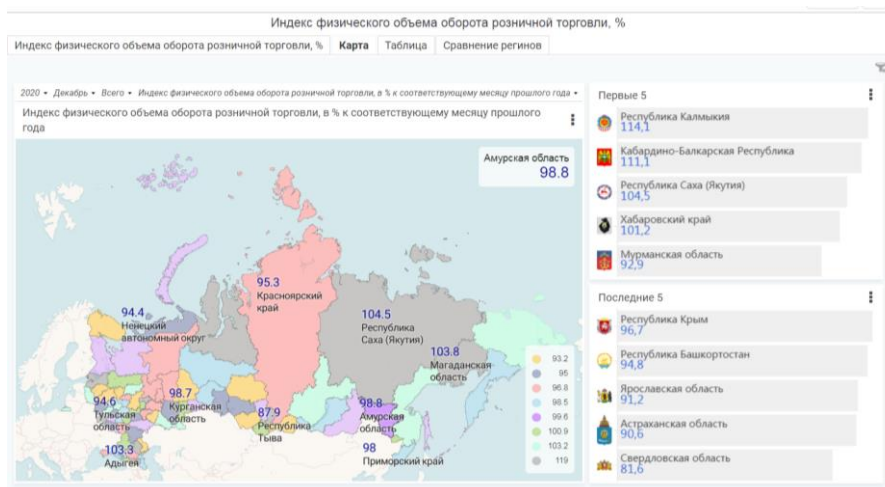 Индекс физического объема оборота розничной торговли, %
Индекс физического объема оборота розничной торговли, %
Карта
Таблица
Сравнение регинов
2020 • Декабрь • Всего • Индекс физического объема оборота розничной торговли, в % к соответствующему месяцу прошлого года •
Индекс физического объема оборота розничной торговли, в % к соответствующему месяцу прошлого
года
Амурская область
98.8
95.3
Красноярский
край
94.4
Ненецкий
автономный округ
104.5
Республика
Саха (Якутия)
103.8
Магаданская
область
98.7
Курганская
область
94.6
Тульская
область
87.9
Республика
Тыва
98.8
Амурская
область
103.3
Адыгея
98
Приморский край
93.2
95
96.8
98.5
99.6
100.9
103.2
119
Первые 5
Республика Калмыкия
114,1
Кабардино-Балкарская Республика
111,1
Республика Саха (Якутия)
104,5
Хабаровский край
101,2
Мурманская область
92,9
Последние 5
Республика Крым
96,7
Республика Башкортостан
94,8
Ярославская область
91,2
Астраханская область
90,6
Свердловская область
81,6